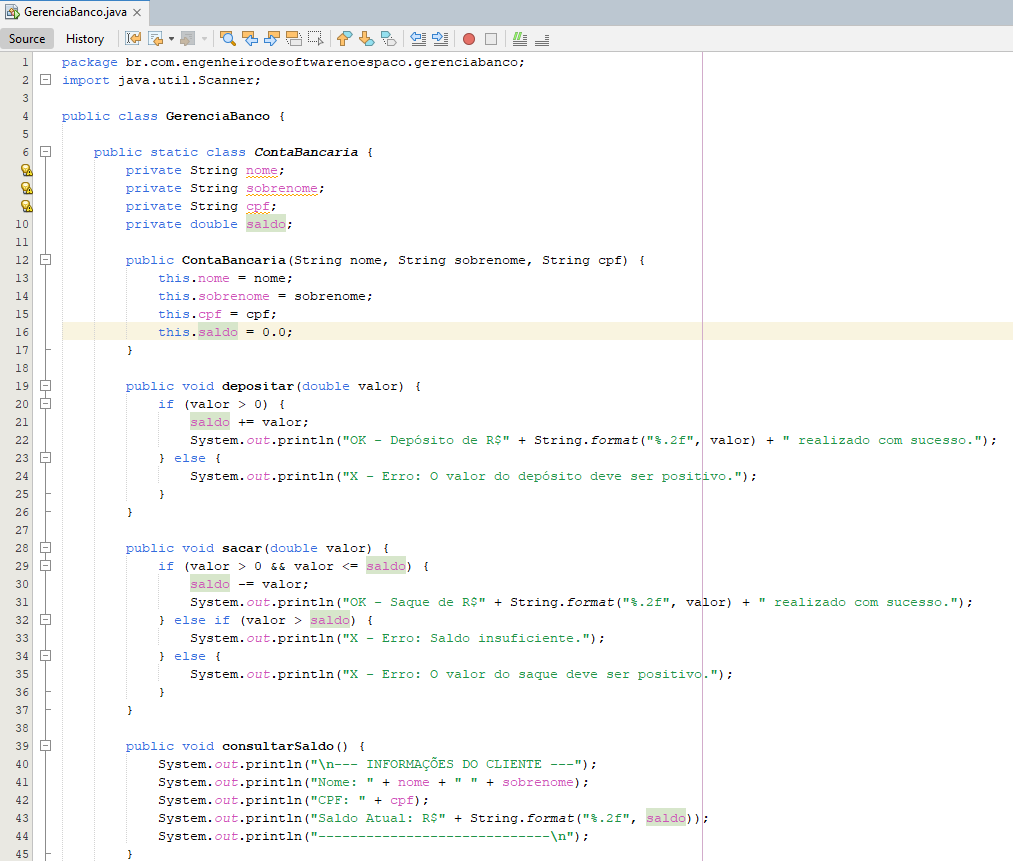 GerenciaBanco.java
Source History
1 package br.com.engenheirodesoftwarenoespaco.gerenciabanco;
2 import java.util.Scanner;
3
4 public class GerenciaBanco {
5
6     public static class ContaBancaria {
        private String nome;
        private String sobrenome;
        private String cpf;
10         private double saldo;
11
12         public ContaBancaria(String nome, String sobrenome, String cpf) {
13             this.nome = nome;
14             this.sobrenome = sobrenome;
15             this.cpf = cpf;
16             this.saldo = 0.0;
17         }
18
19         public void depositar(double valor) {
20             if (valor > 0) {
21                 saldo += valor;
22                 System.out.println("OK - Depósito de R$" + String.format("%.2f", valor) + " realizado com sucesso.");
23             } else {
24                 System.out.println("X - Erro: O valor do depósito deve ser positivo.");
25             }
26         }
27
28         public void sacar(double valor) {
29             if (valor > 0 && valor <= saldo) {
30                 saldo -= valor;
31                 System.out.println("OK - Saque de R$" + String.format("%.2f", valor) + " realizado com sucesso.");
32             } else if (valor > saldo) {
33                 System.out.println("X - Erro: Saldo insuficiente.");
34             } else {
35                 System.out.println("X - Erro: O valor do saque deve ser positivo.");
36             }
37         }
38
39         public void consultarSaldo() {
40             System.out.println("\n--- INFORMAÇÕES DO CLIENTE ---");
41             System.out.println("Nome: " + nome + " " + sobrenome);
42             System.out.println("CPF: " + cpf);
43             System.out.println("Saldo Atual: R$" + String.format("%.2f", saldo));
44             System.out.println("-----------------------------\n");
45         }